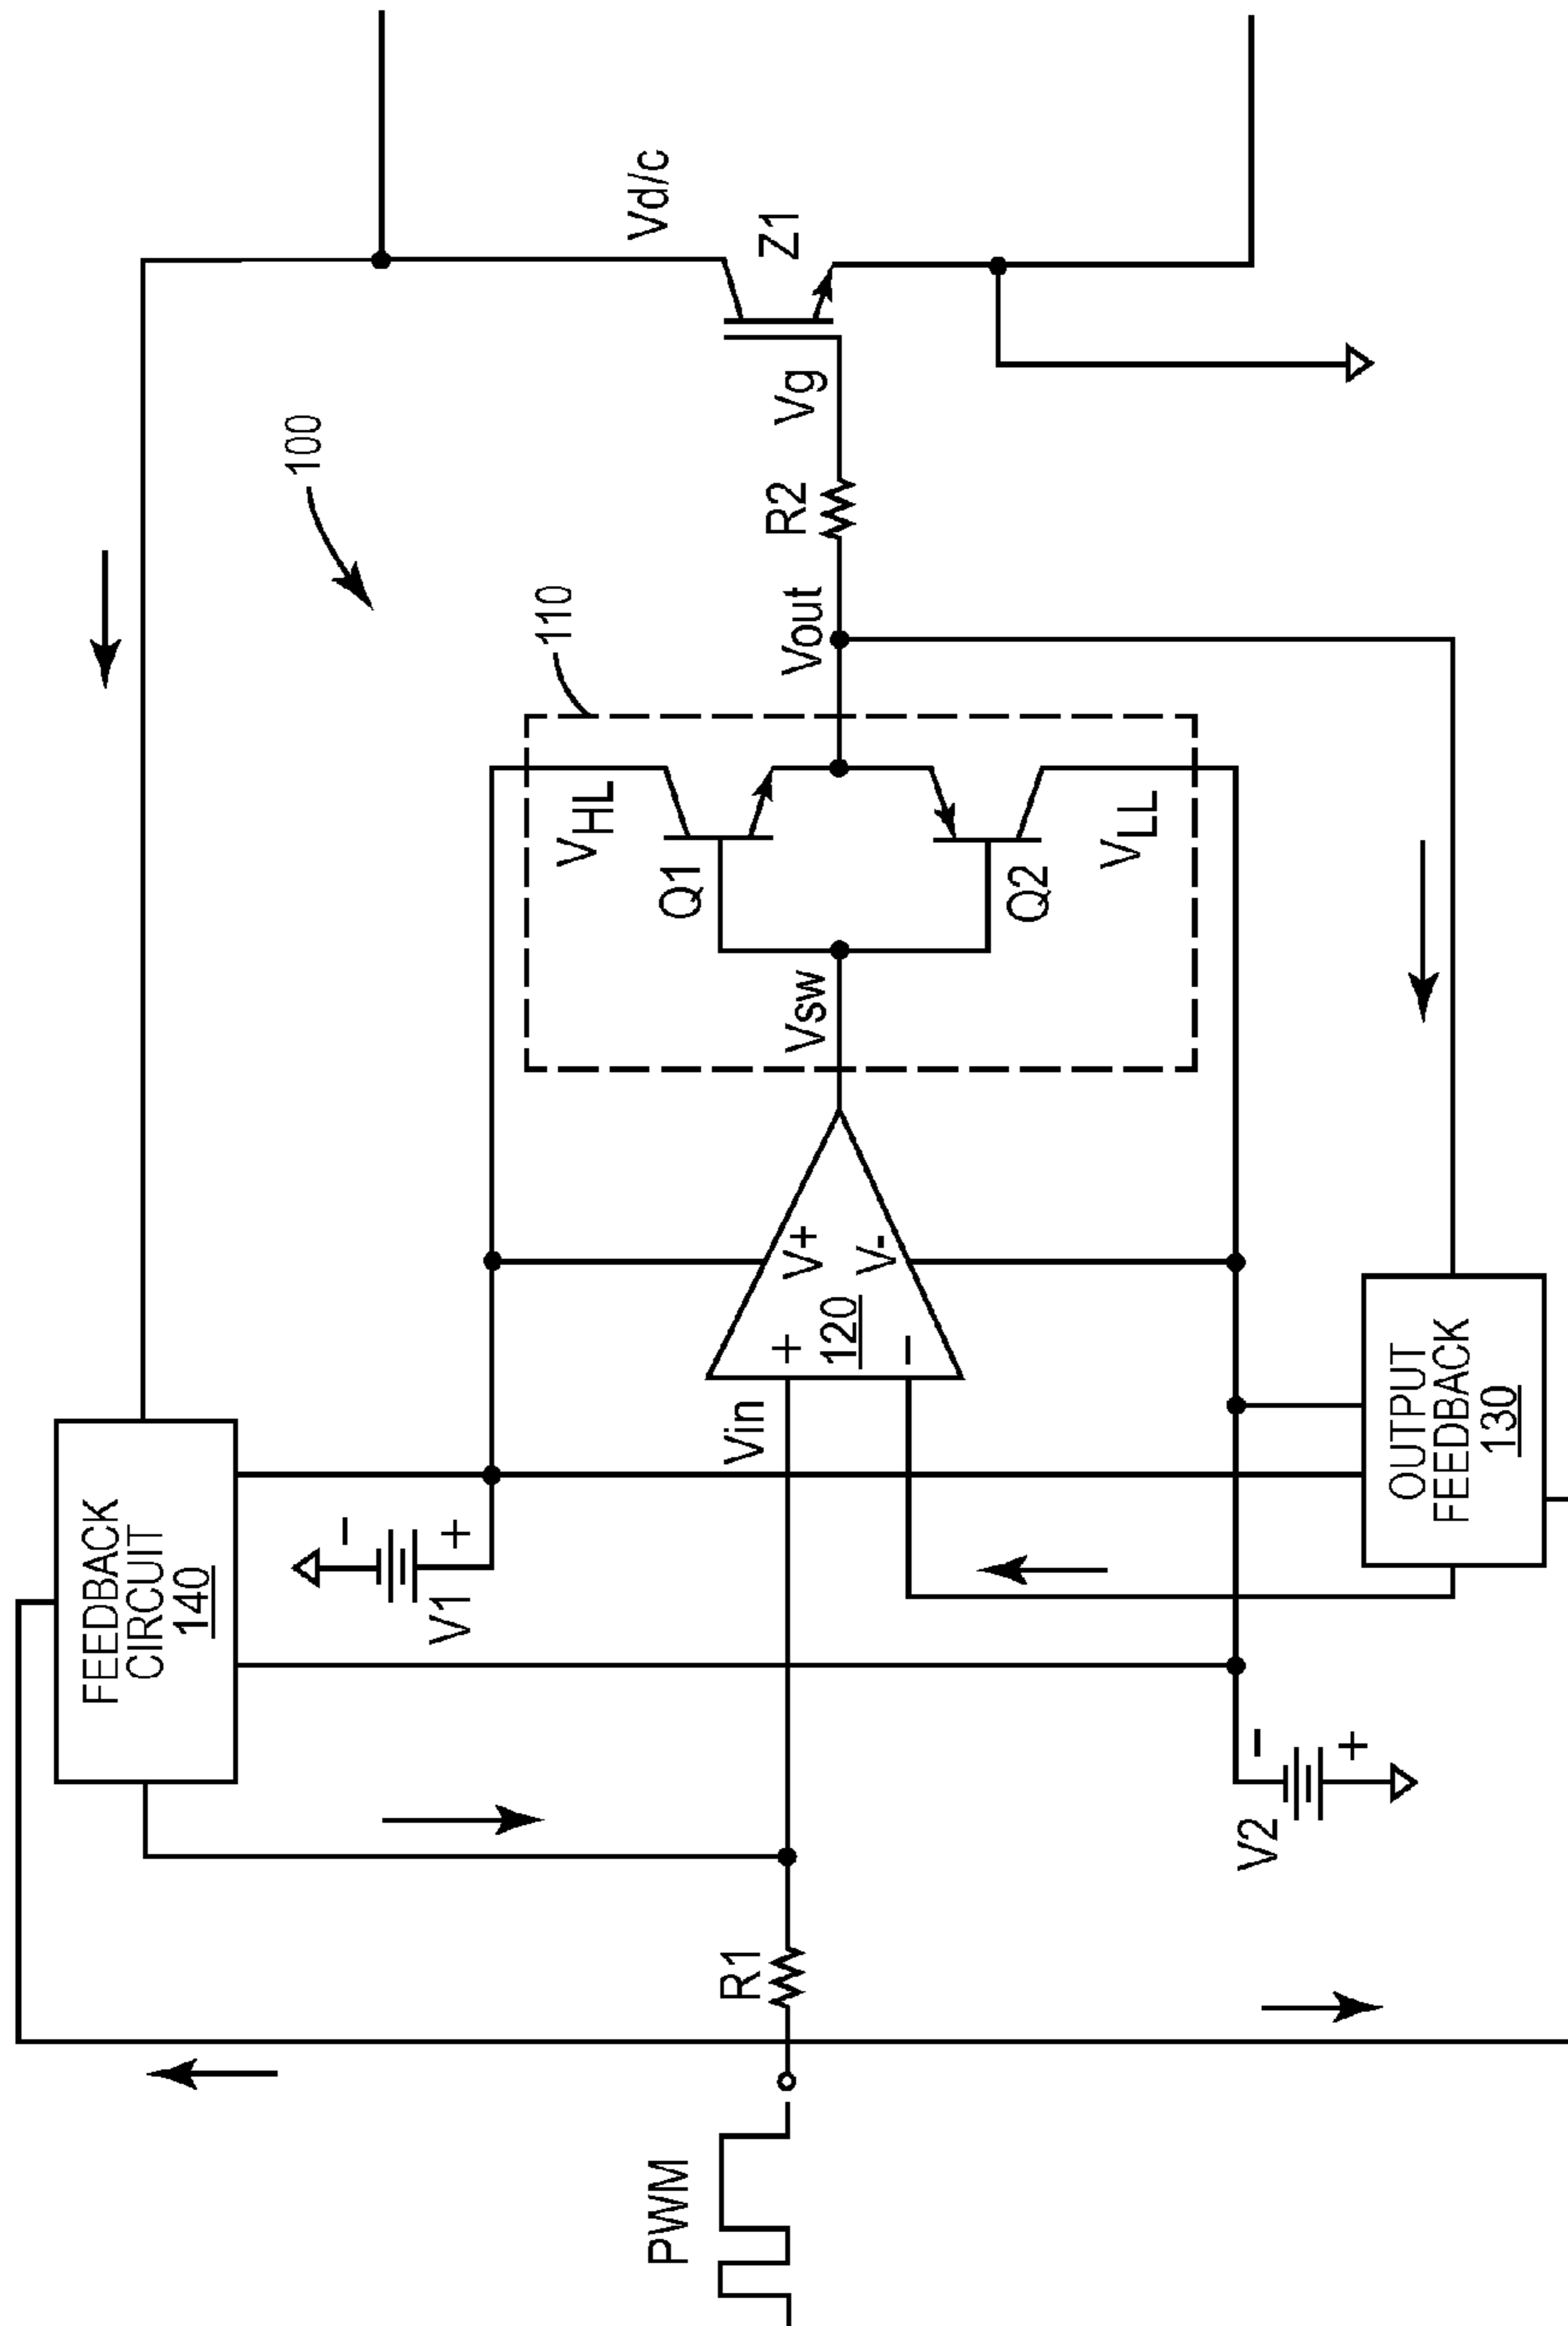 FEEDBACK
CIRCUIT
140
100
V1
-
+
110
VHL
Vd/c
Q1
Z1
PWM
R1
Vin
+
-
120
V+
V-
Vsw
Vout
R2
Vg
Q2
VLL
V2
-
+
OUTPUT
FEEDBACK
130